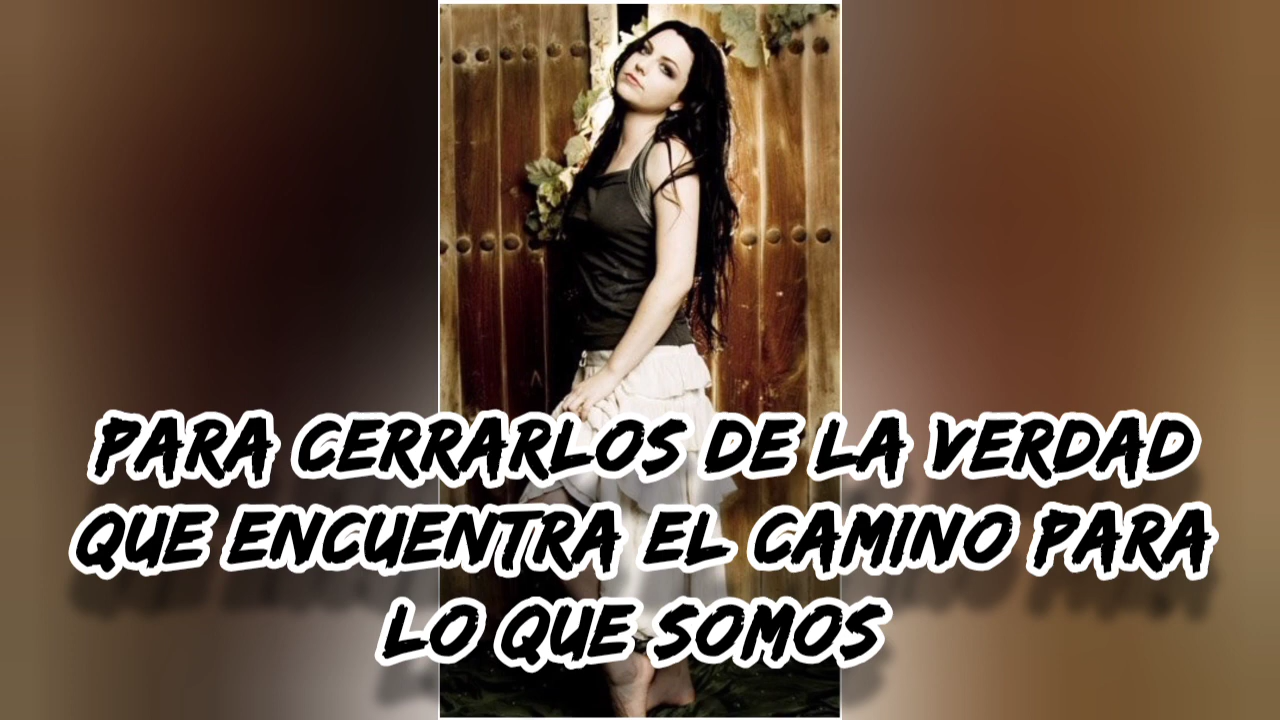 PARA CERRARLOS DE LA VERDAD
QUE ENCUENTRA EL CAMINO PARA
LO QUE SOMOS